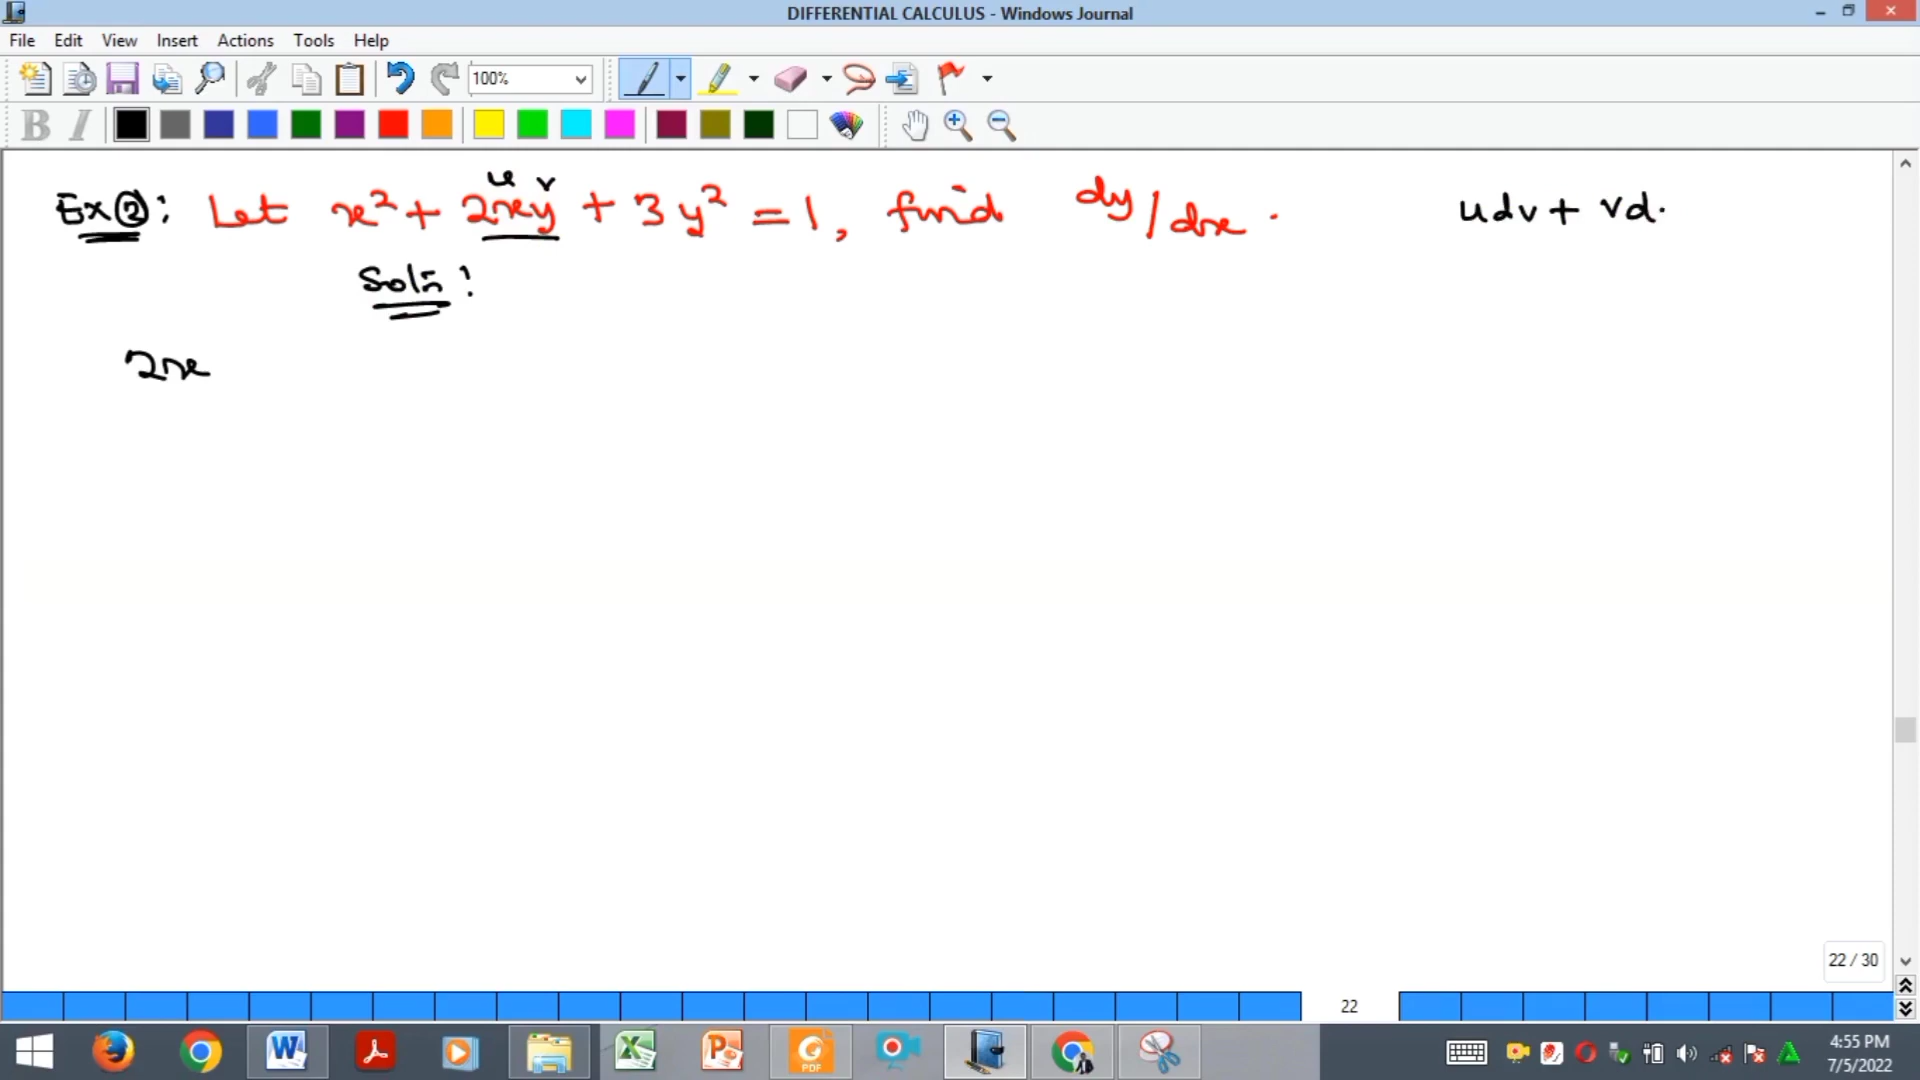 DIFFERENTIAL CALCULUS - Windows Journal
File Edit View Insert Actions Tools Help
100%
B I
u v
Ex②: Let x² + 2xy + 3y² = 1, find dy/dx . udv + vd.
Soln:
2x
22 / 30
22
4:55 PM
7/5/2022